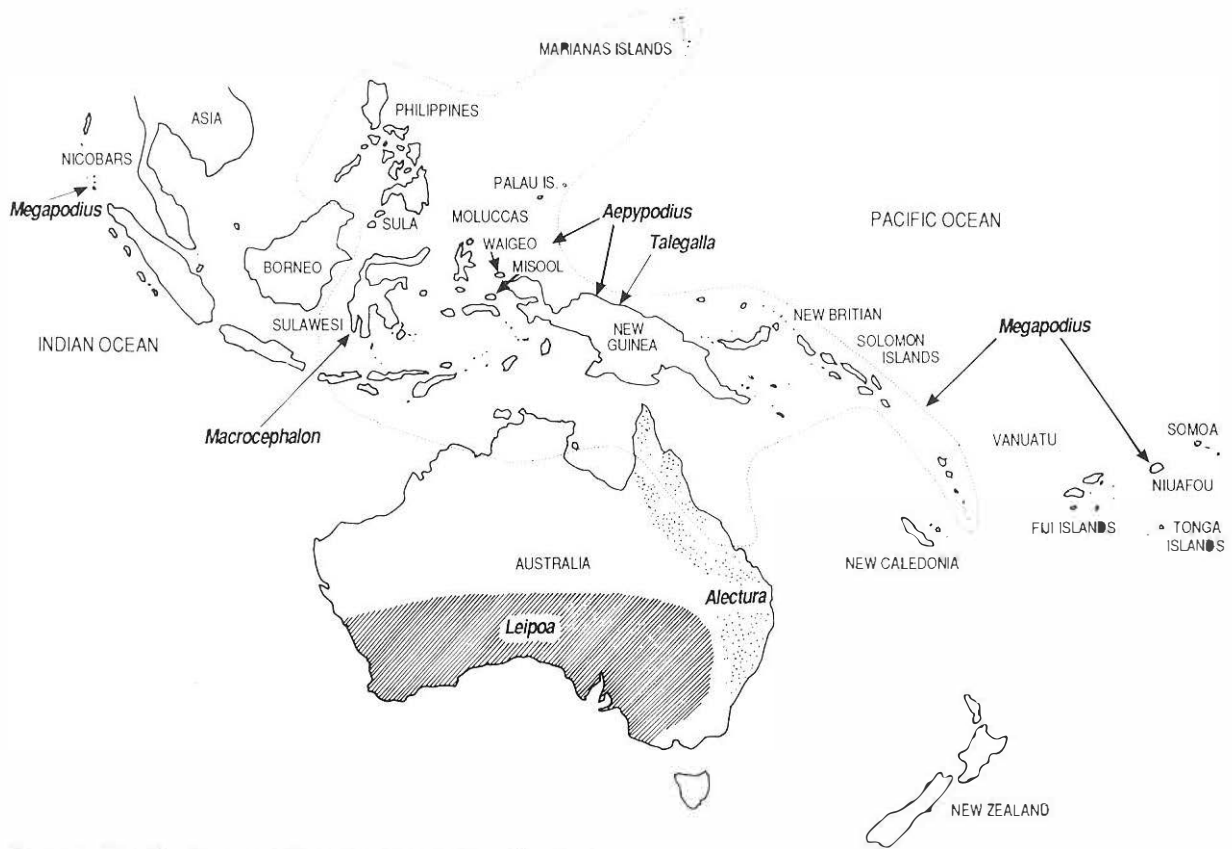 MARIANAS ISLANDS
PHILIPPINES
ASIA
NICOBARS
Megapodius
PALAU IS.
MOLUCCAS
Aepypodius
PACIFIC OCEAN
SULA
WAIGEO
Talegalla
BORNEO
MISOOL
SULAWESI
NEW
GUINEA
NEW BRITIAN
SOLOMON
ISLANDS
Megapodius
INDIAN OCEAN
Macrocephalon
VANUATU
SOMOA
NIUAFOU
FIJI ISLANDS
TONGA
ISLANDS
NEW CALEDONIA
AUSTRALIA
Alectura
Leipoa
NEW ZEALAND